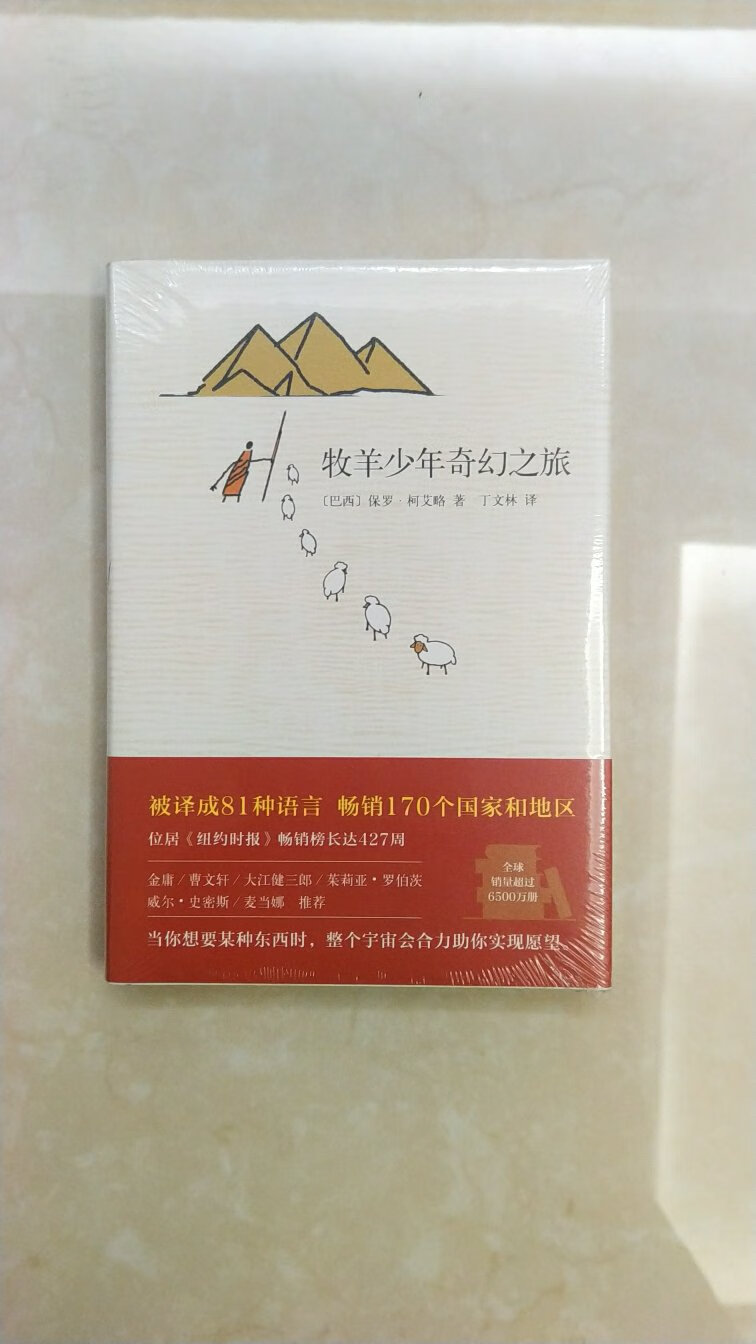 牧羊少年奇幻之旅
〔巴西〕保罗·柯艾略 著 丁文林 译
被译成81种语言 畅销170个国家和地区
位居《纽约时报》畅销榜长达427周
金庸/曹文轩/大江健三郎/茱莉亚·罗伯茨
威尔·史密斯/麦当娜 推荐
全球
销量超过
6500万册
当你想要某种东西时，整个宇宙会合力助你实现愿望。